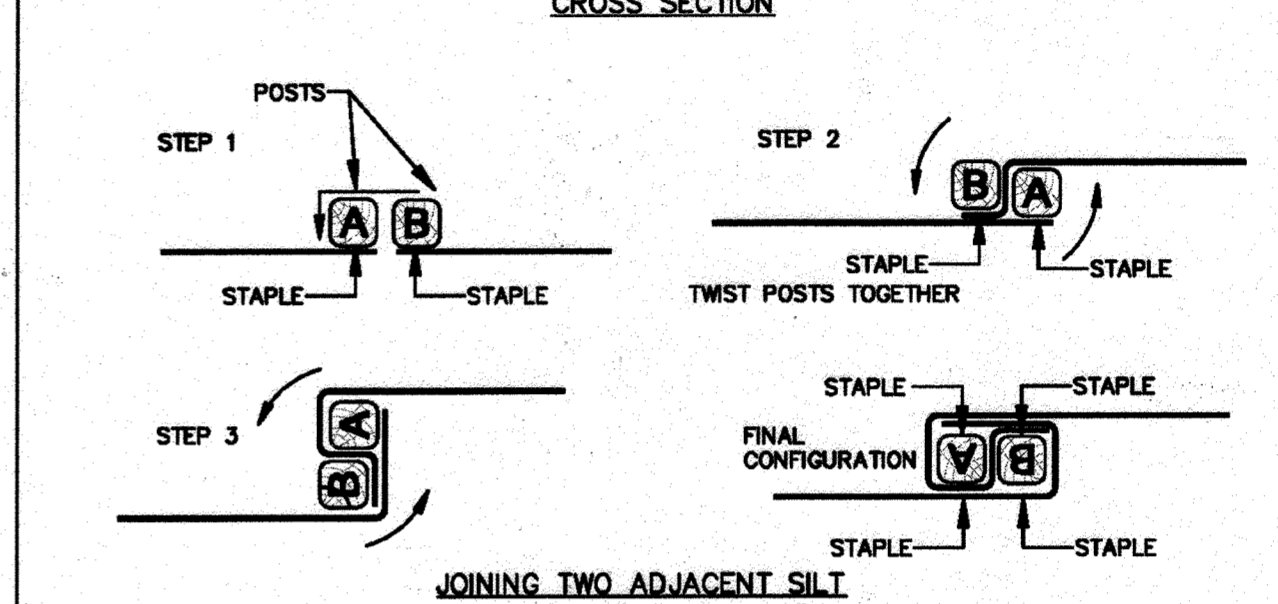 CROSS SECTION
POSTS
STEP 1
A B
STAPLE STAPLE
STEP 2
B A
STAPLE STAPLE
TWIST POSTS TOGETHER
STEP 3
A
B
STAPLE STAPLE
FINAL
CONFIGURATION
A B
STAPLE STAPLE
JOINING TWO ADJACENT SILT